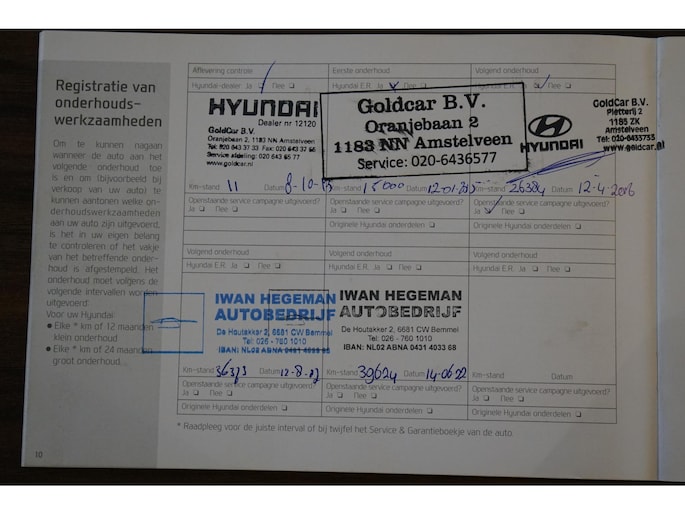 Registratie van
onderhouds-
werkzaamheden
Om te kunnen nagaan
wanneer de auto aan het
volgende onderhoud toe
is en om (bijvoorbeeld bij
verkoop van uw auto) te
kunnen aantonen welke on-
derhoudswerkzaamheden
aan uw auto zijn uitgevoerd,
is het in uw eigen belang
te controleren of het vakje
van het betreffende onder-
houd is afgestempeld. Het
onderhoud moet volgens de
volgende intervallen worden
uitgevoerd:
Voor uw Hyundai:
● Elke * km of 12 maanden
klein onderhoud.
● Elke * km of 24 maanden
groot onderhoud.
10
Aflevering controle
Hyundai-dealer: Ja Nee
HYUNDAI
Dealer nr 12120
GoldCar B.V.
Oranjebaan 2, 1183 NN Amstelveen
Tel: 020 643 37 33 Fax: 020 643 37 66
Service afdeling: 020 643 65 77
www.goldcar.nl
Km-stand 11 Datum 8-10-
Openstaande service campagne uitgevoerd?
Ja Nee
Originele Hyundai onderdelen
Eerste onderhoud
Hyundai E.R. Ja Nee
Goldcar B.V.
Oranjebaan 2
1183 NN Amstelveen
Service: 020-6436577
Km-stand 15000 Datum 12-01-
Openstaande service campagne uitgevoerd?
Ja Nee
Originele Hyundai onderdelen
Volgend onderhoud
Hyundai E.R. Ja Nee
HYUNDAI
GoldCar B.V.
Pletterij 2
1185 ZK
Amstelveen
Tel: 020-6433733
www.goldcar.nl
Km-stand 26324 Datum 12-4-2016
Openstaande service campagne uitgevoerd?
Ja Nee
Originele Hyundai onderdelen
Volgend onderhoud
Hyundai E.R. Ja Nee
IWAN HEGEMAN
AUTOBEDRIJF
De Houtakker 2, 6681 CW Bemmel
Tel: 026 - 760 1010
IBAN: NL02 ABNA 0431 4033 68
Km-stand 36373 Datum 12-8-
Openstaande service campagne uitgevoerd?
Ja Nee
Originele Hyundai onderdelen
Volgend onderhoud
Hyundai E.R. Ja Nee
IWAN HEGEMAN
AUTOBEDRIJF
De Houtakker 2, 6681 CW Bemmel
Tel: 026 - 760 1010
IBAN: NL02 ABNA 0431 4033 68
Km-stand 39624 Datum 14-06-22
Openstaande service campagne uitgevoerd?
Ja Nee
Originele Hyundai onderdelen
Volgend onderhoud
Hyundai E.R. Ja Nee
Km-stand Datum
Openstaande service campagne uitgevoerd?
Ja Nee
Originele Hyundai onderdelen
* Raadpleeg voor de juiste interval of bij twijfel het Service & Garantieboekje van de auto.